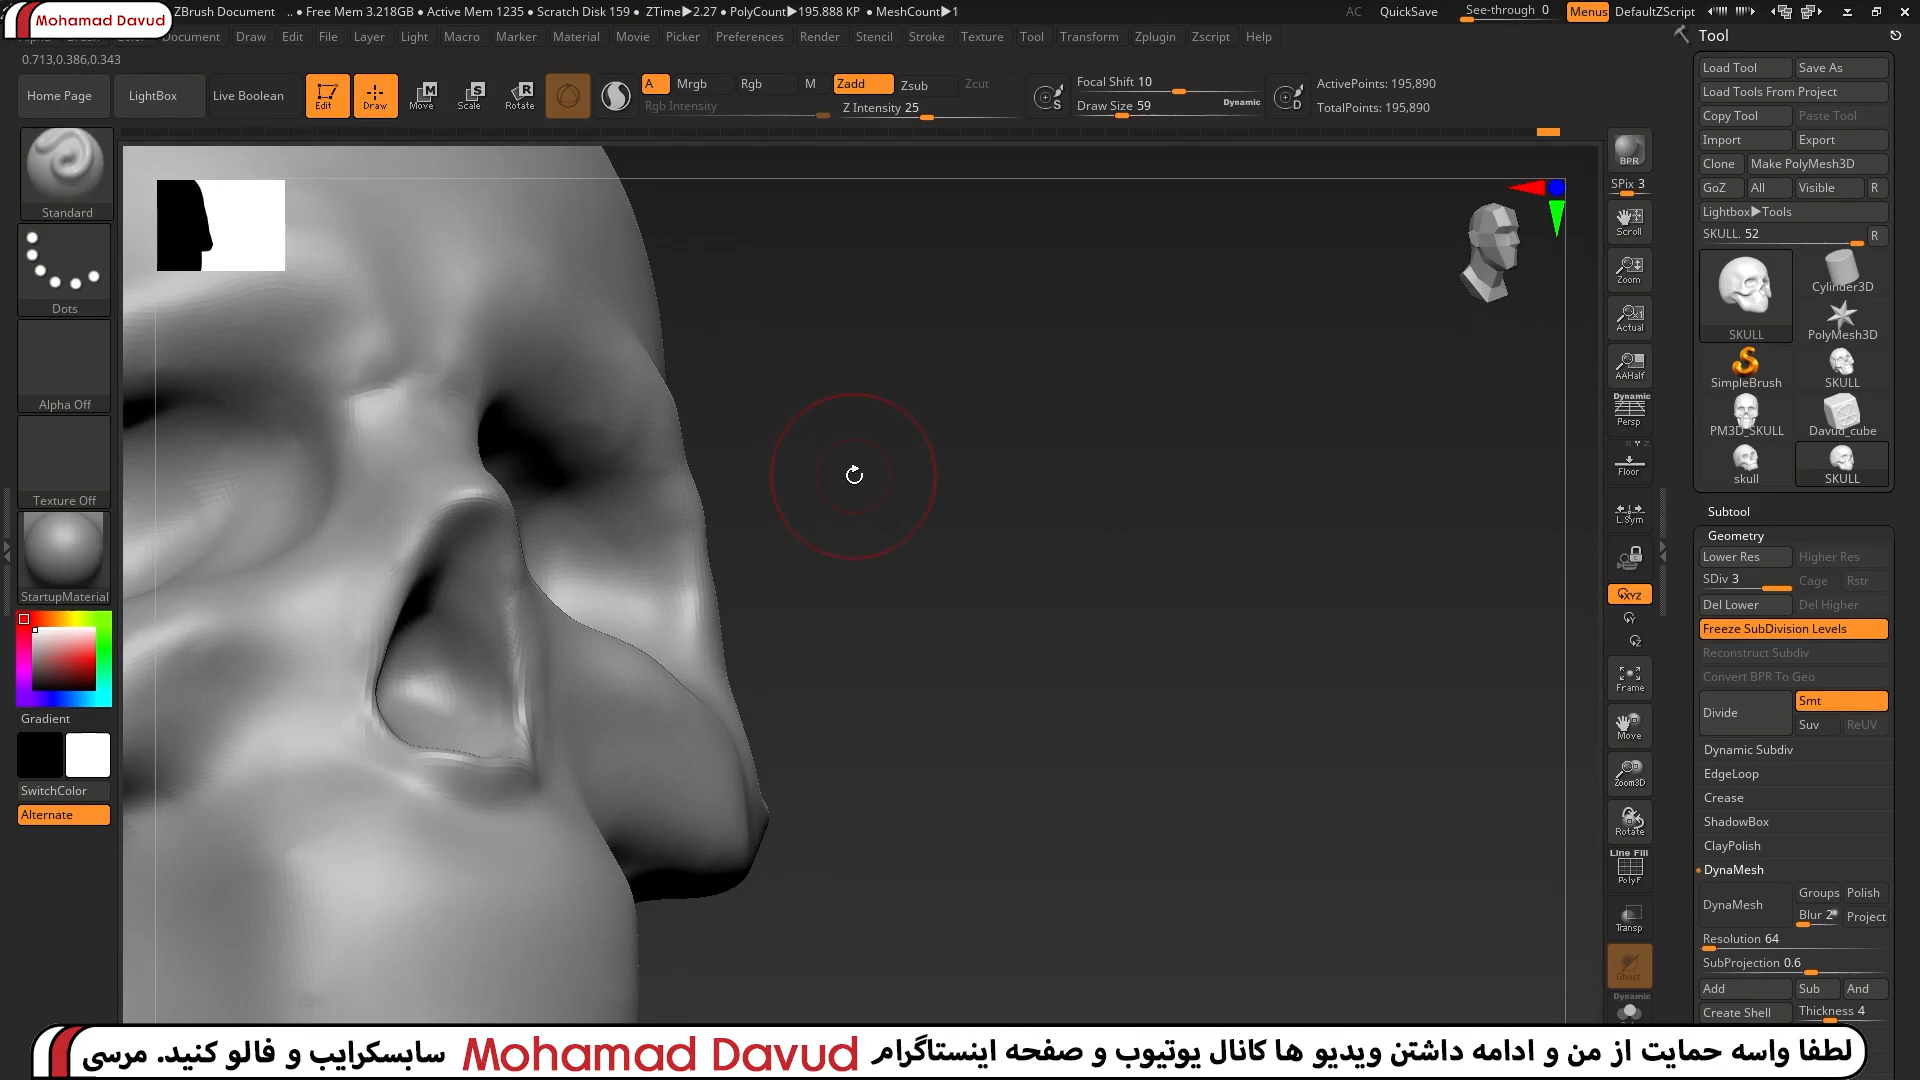 Mohamad Davud
ZBrush Document .. ● Free Mem 3.218GB ● Active Mem 1235 ● Scratch Disk 159 ● ZTime▶2.27 ● PolyCount▶195.888 KP ● MeshCount▶1
AC QuickSave See-through 0 Menus DefaultZScript
Document Draw Edit File Layer Light Macro Marker Material Movie Picker Preferences Render Stencil Stroke Texture Tool Transform Zplugin Zscript Help
0.713,0.386,0.343
Home Page LightBox Live Boolean Edit Draw Move Scale Rotate
A Mrgb Rgb M Zadd Zsub Zcut
Rgb Intensity Z Intensity 25
S Focal Shift 10
Draw Size 59 Dynamic D
ActivePoints: 195,890
TotalPoints: 195,890
Standard
Dots
Alpha Off
Texture Off
StartupMaterial
Gradient
SwitchColor
Alternate
BPR
SPix 3
Scroll
Zoom
Actual
AAHalf
Dynamic
Persp
Floor
L.Sym
XYZ
Frame
Move
Zoom3D
Rotate
Line Fill
PolyF
Transp
Ghost
Dynamic
Tool
Load Tool Save As
Load Tools From Project
Copy Tool Paste Tool
Import Export
Clone Make PolyMesh3D
GoZ All Visible R
Lightbox▶Tools
SKULL. 52 R
SKULL Cylinder3D
PolyMesh3D
SimpleBrush SKULL
PM3D_SKULL Davud_cube
skull SKULL
Subtool
Geometry
Lower Res Higher Res
SDiv 3 Cage Rstr
Del Lower Del Higher
Freeze SubDivision Levels
Reconstruct Subdiv
Convert BPR To Geo
Divide Smt
Suv ReUV
Dynamic Subdiv
EdgeLoop
Crease
ShadowBox
ClayPolish
DynaMesh
DynaMesh Groups Polish
Blur 2 Project
Resolution 64
SubProjection 0.6
Add Sub And
Create Shell Thickness 4
لطفا واسه حمایت از من و ادامه داشتن ویدیو ها کانال یوتیوب و صفحه اینستاگرام Mohamad Davud سابسکرایب و فالو کنید. مرسی